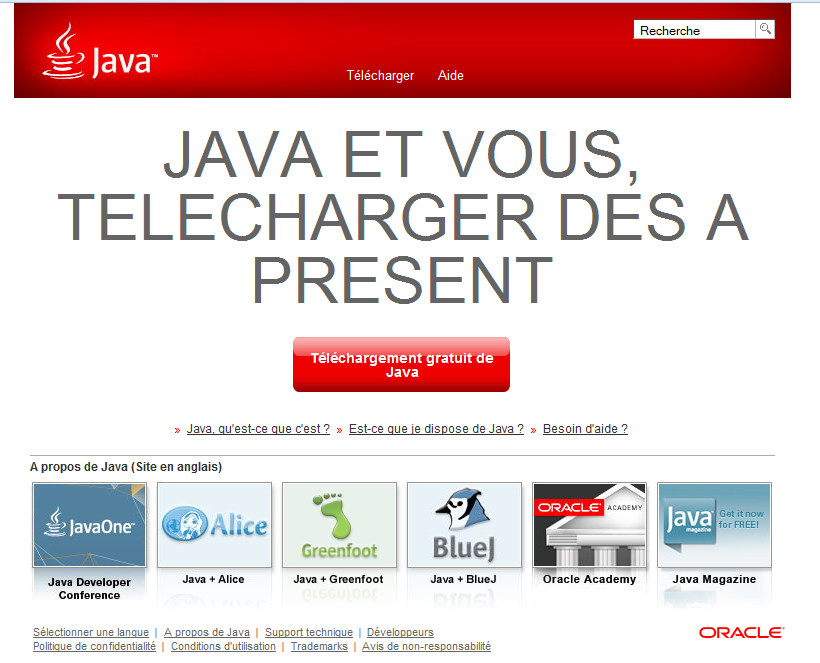 Java™
Recherche
Télécharger Aide
JAVA ET VOUS,
TELECHARGER DES A
PRESENT
Téléchargement gratuit de
Java
» Java, qu'est-ce que c'est ? » Est-ce que je dispose de Java ? » Besoin d'aide ?
A propos de Java (Site en anglais)
JavaOne™
Java Developer
Conference
Alice
Java + Alice
Greenfoot
Java + Greenfoot
BlueJ
Java + BlueJ
ORACLE® ACADEMY
Oracle Academy
Java
magazine
Get it now
for FREE!
Java Magazine
Sélectionner une langue | A propos de Java | Support technique | Développeurs
Politique de confidentialité | Conditions d'utilisation | Trademarks | Avis de non-responsabilité
ORACLE®